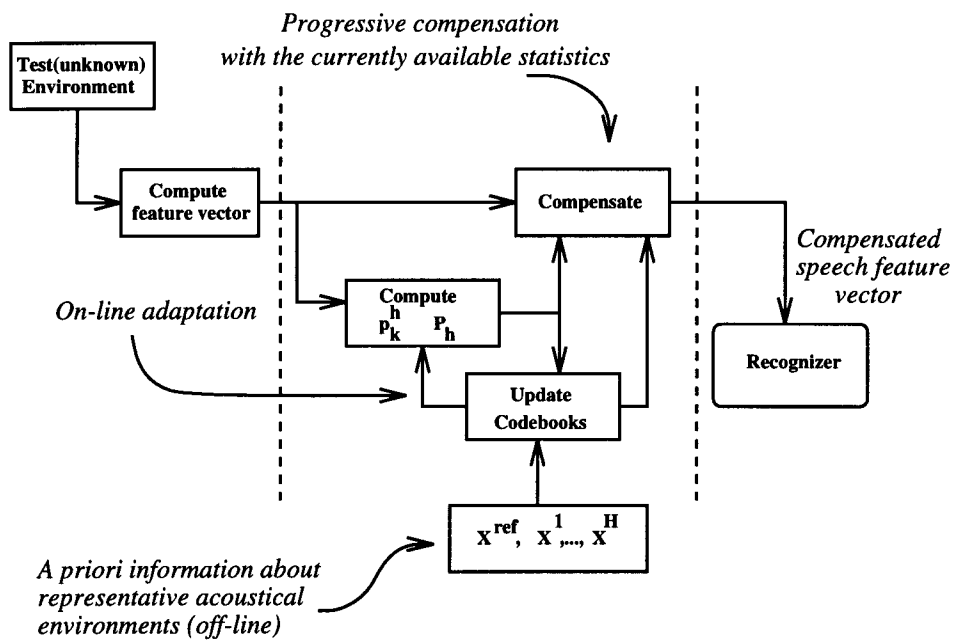 Progressive compensation
with the currently available statistics
Test(unknown)
Environment
Compute
feature vector
Compensate
Compensated
speech feature
vector
On-line adaptation
Compute
p_k^h P_h
Recognizer
Update
Codebooks
X^ref, X^1,..., X^H
A priori information about
representative acoustical
environments (off-line)